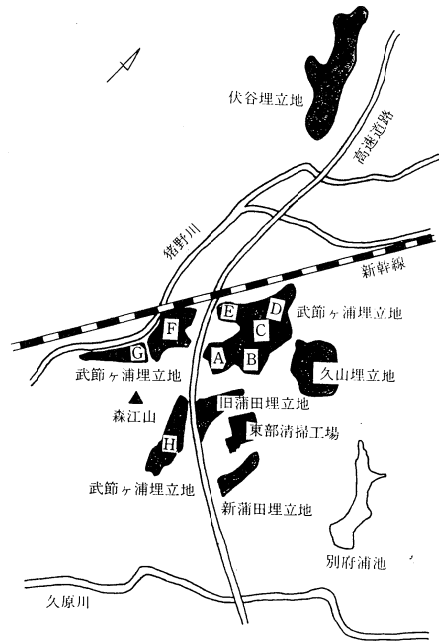 伏谷埋立地
高速道路
猪野川
新幹線
E
D
武節ヶ浦埋立地
F
C
G
A
B
武節ヶ浦埋立地
久山埋立地
森江山
旧蒲田埋立地
東部清掃工場
H
武節ヶ浦埋立地
新蒲田埋立地
別府浦池
久原川